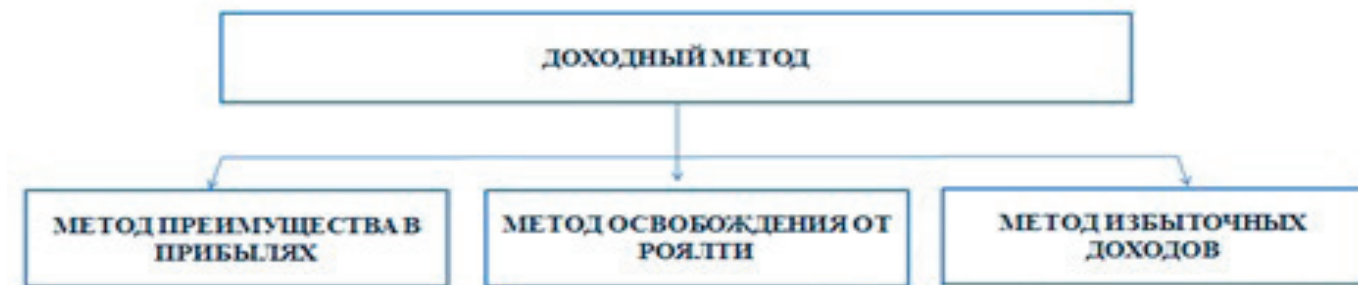 ДОХОДНЫЙ МЕТОД
МЕТОД ПРЕИМУЩЕСТВА В
ПРИБЫЛЯХ
МЕТОД ОСВОБОЖДЕНИЯ ОТ
РОЯЛТИ
МЕТОД ИЗБЫТОЧНЫХ
ДОХОДОВ